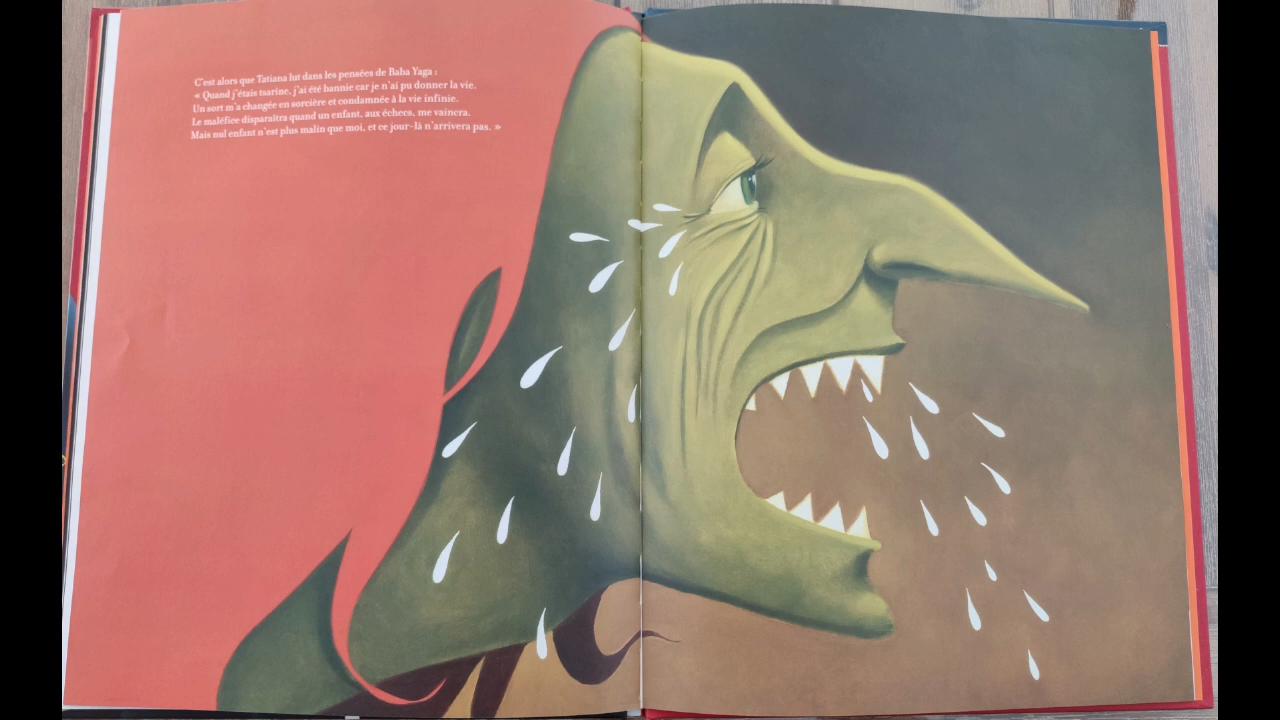 C'est alors que Tatiana lut dans les pensées de Baba Yaga :
« Quand j'étais tsarine, j'ai été bannie car je n'ai pu donner la vie.
Un sort m'a changée en sorcière et condamnée à la vie infinie.
Le maléfice disparaîtra quand un enfant, aux échecs, me vaincra.
Mais nul enfant n'est plus malin que moi, et ce jour-là n'arrivera pas. »